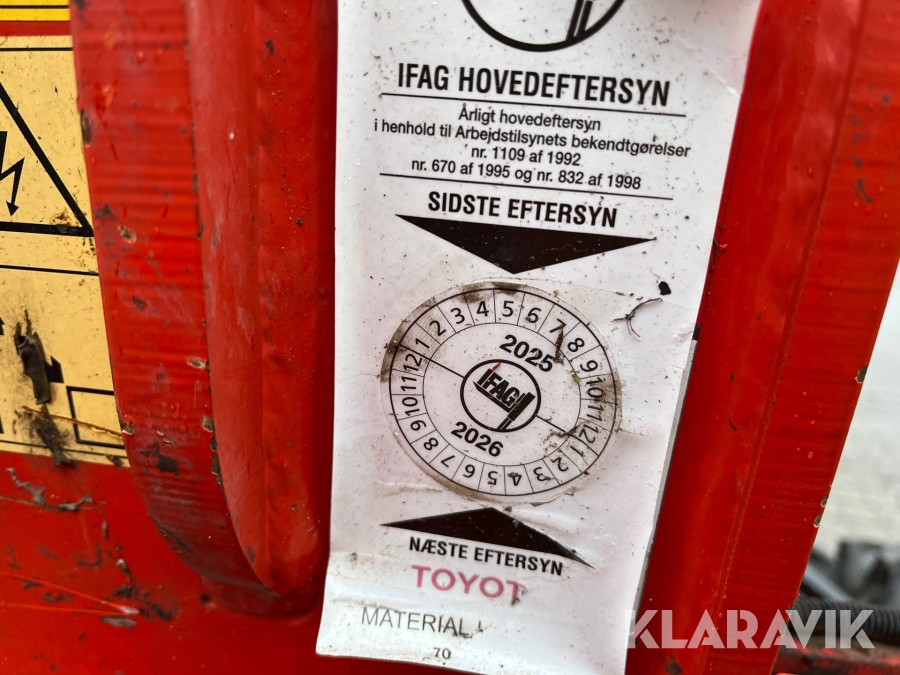 IFAG HOVEDEFTERSYN
Årligt hovedeftersyn
i henhold til Arbejdstilsynets bekendtgørelser
nr. 1109 af 1992
nr. 670 af 1995 og nr. 832 af 1998
SIDSTE EFTERSYN
1 2 3 4 5 6 7 8 9 10 11 12
2025
IFAG
2026
1 2 3 4 5 6 7 8 9 10 11 12
NÆSTE EFTERSYN
TOYOT
MATERIAL
70
KLARAVIK